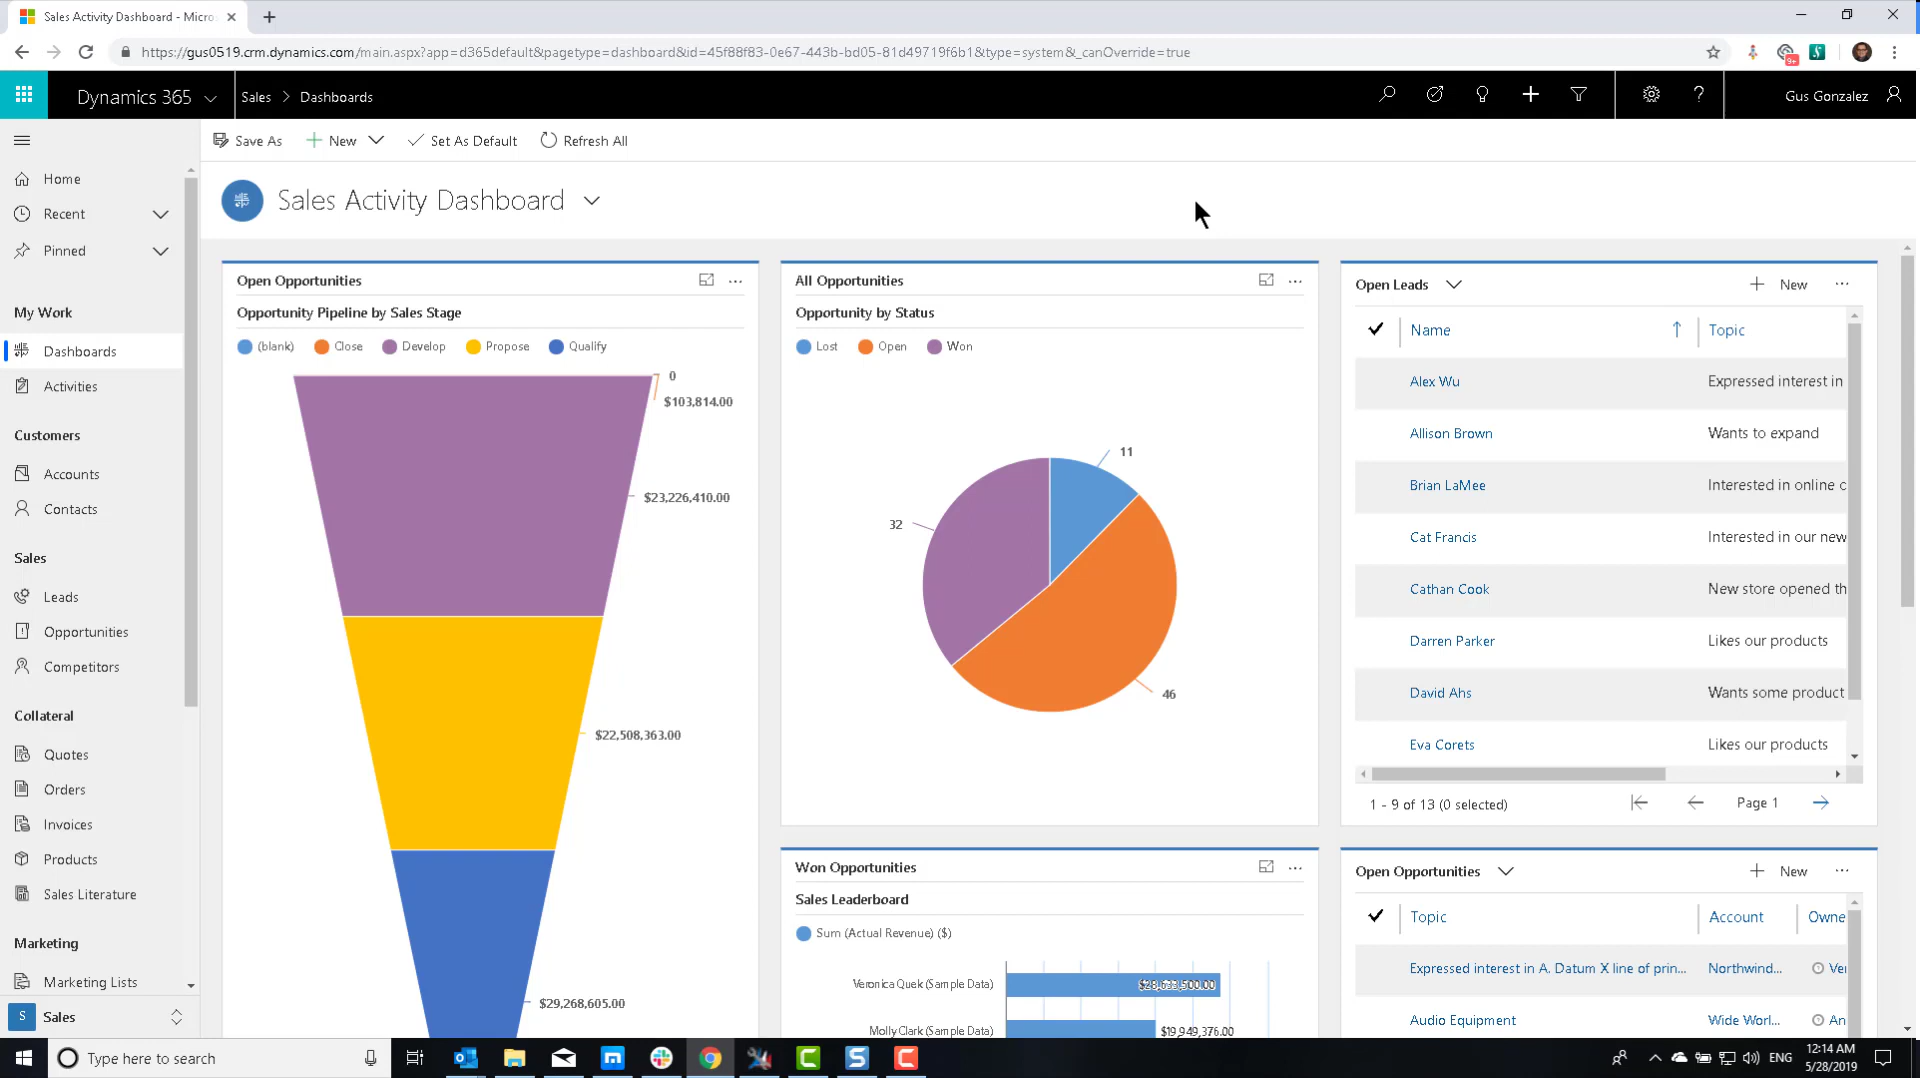 Sales Activity Dashboard - Micro
https://gus0519.crm.dynamics.com/main.aspx?app=d365default&pagetype=dashboard&id=45f88f83-0e67-443b-bd05-81d49719f6b1&type=system&_canOverride=true
9+
Dynamics 365
Sales > Dashboards
Gus Gonzalez
Save As
New
Set As Default
Refresh All
Sales Activity Dashboard
Home
Recent
Pinned
My Work
Dashboards
Activities
Customers
Accounts
Contacts
Sales
Leads
Opportunities
Competitors
Collateral
Quotes
Orders
Invoices
Products
Sales Literature
Marketing
Marketing Lists
S Sales
Open Opportunities
Opportunity Pipeline by Sales Stage
(blank) Close Develop Propose Qualify
0
$103,814.00
$23,226,410.00
$22,508,363.00
$29,268,605.00
All Opportunities
Opportunity by Status
Lost Open Won
11
32
46
Won Opportunities
Sales Leaderboard
Sum (Actual Revenue) ($)
Veronica Quek (Sample Data)
Molly Clark (Sample Data) $19,949,376.00
Open Leads
New
Name Topic
Alex Wu Expressed interest in
Allison Brown Wants to expand
Brian LaMee Interested in online o
Cat Francis Interested in our new
Cathan Cook New store opened th
Darren Parker Likes our products
David Ahs Wants some product
Eva Corets Likes our products
1 - 9 of 13 (0 selected)
Page 1
Open Opportunities
New
Topic Account Owne
Expressed interest in A. Datum X line of prin... Northwind... Ve
Audio Equipment Wide Worl... An
Type here to search
ENG
12:14 AM
5/28/2019